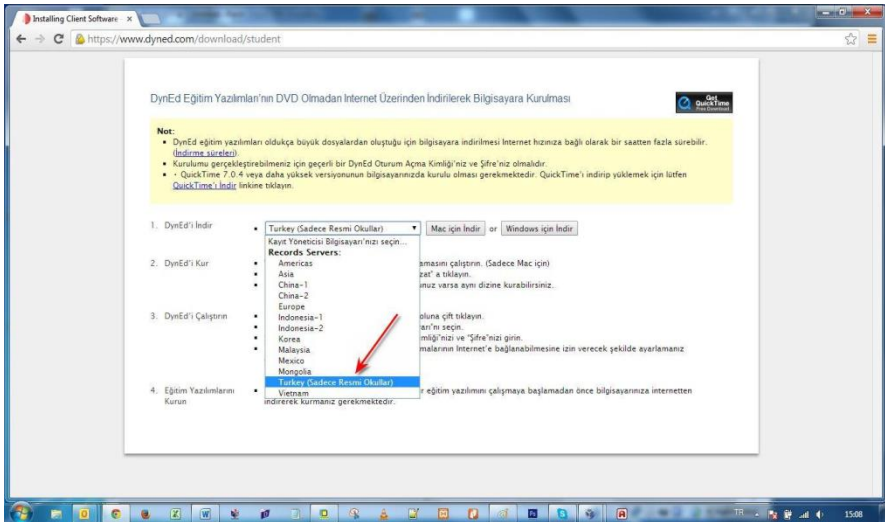 Installing Client Software
https://www.dyned.com/download/student
DynEd Eğitim Yazılımları'nın DVD Olmadan Internet Üzerinden İndirilerek Bilgisayara Kurulması
Get
QuickTime
Free Download
Not:
• DynEd eğitim yazılımları oldukça büyük dosyalardan oluştuğu için bilgisayara indirilmesi Internet hızınıza bağlı olarak bir saatten fazla sürebilir.
(İndirme süreleri).
• Kurulumu gerçekleştirebilmeniz için geçerli bir DynEd Oturum Açma Kimliği'niz ve Şifre'niz olmalıdır.
• · QuickTime 7.0.4 veya daha yüksek versiyonunun bilgisayarınızda kurulu olması gerekmektedir. QuickTime'ı indirip yüklemek için lütfen
QuickTime'ı İndir linkine tıklayın.
1. DynEd'i İndir
• Turkey (Sadece Resmi Okullar)
Mac için İndir or Windows için İndir
Kayıt Yöneticisi Bilgisayarı'nızı seçin...
Records Servers:
2. DynEd'i Kur
Americas
amasını çalıştırın. (Sadece Mac için)
Asia
zat' a tıklayın.
China-1
unuz varsa aynı dizine kurabilirsiniz.
China-2
Europe
3. DynEd'i Çalıştırın
Indonesia-1
oluna çift tıklayın.
Indonesia-2
arı'nı seçin.
Korea
mliği'nizi ve "Şifre'nizi girin.
Malaysia
malarının Internet'e bağlanabilmesine izin verecek şekilde ayarlamanız
Mexico
Mongolia
Turkey (Sadece Resmi Okullar)
4. Eğitim Yazılımlarını
Kurun
Vietnam
r eğitim yazılımını çalışmaya başlamadan önce bilgisayarınıza internetten
indirerek kurmanız gerekmektedir.
TR
15:08